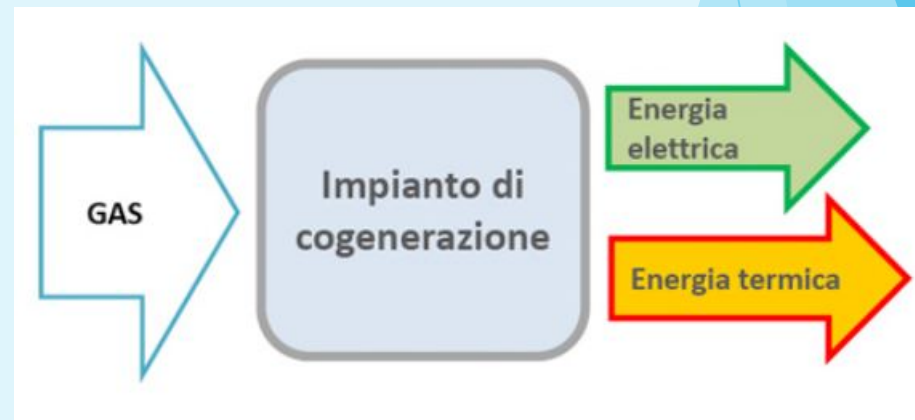 GAS
Impianto di
cogenerazione
Energia
elettrica
Energia termica